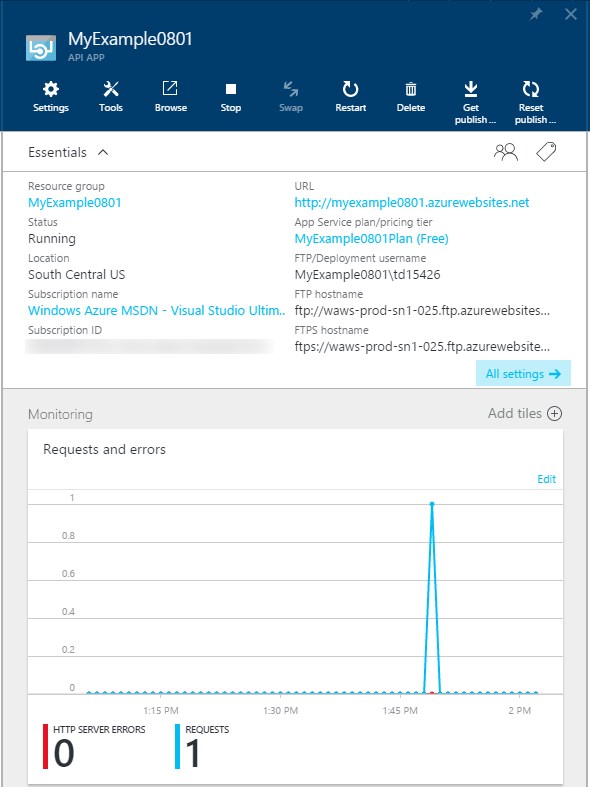 MyExample0801
API APP
Settings
Tools
Browse
Stop
Swap
Restart
Delete
Get publish ...
Reset publish ...
Essentials
Resource group
MyExample0801
Status
Running
Location
South Central US
Subscription name
Windows Azure MSDN - Visual Studio Ultim..
Subscription ID
URL
http://myexample0801.azurewebsites.net
App Service plan/pricing tier
MyExample0801Plan (Free)
FTP/Deployment username
MyExample0801\td15426
FTP hostname
ftp://waws-prod-sn1-025.ftp.azurewebsites...
FTPS hostname
ftps://waws-prod-sn1-025.ftp.azurewebsite...
All settings
Monitoring
Add tiles
Requests and errors
Edit
1
0.8
0.6
0.4
0.2
0
1:15 PM
1:30 PM
1:45 PM
2 PM
HTTP SERVER ERRORS
0
REQUESTS
1